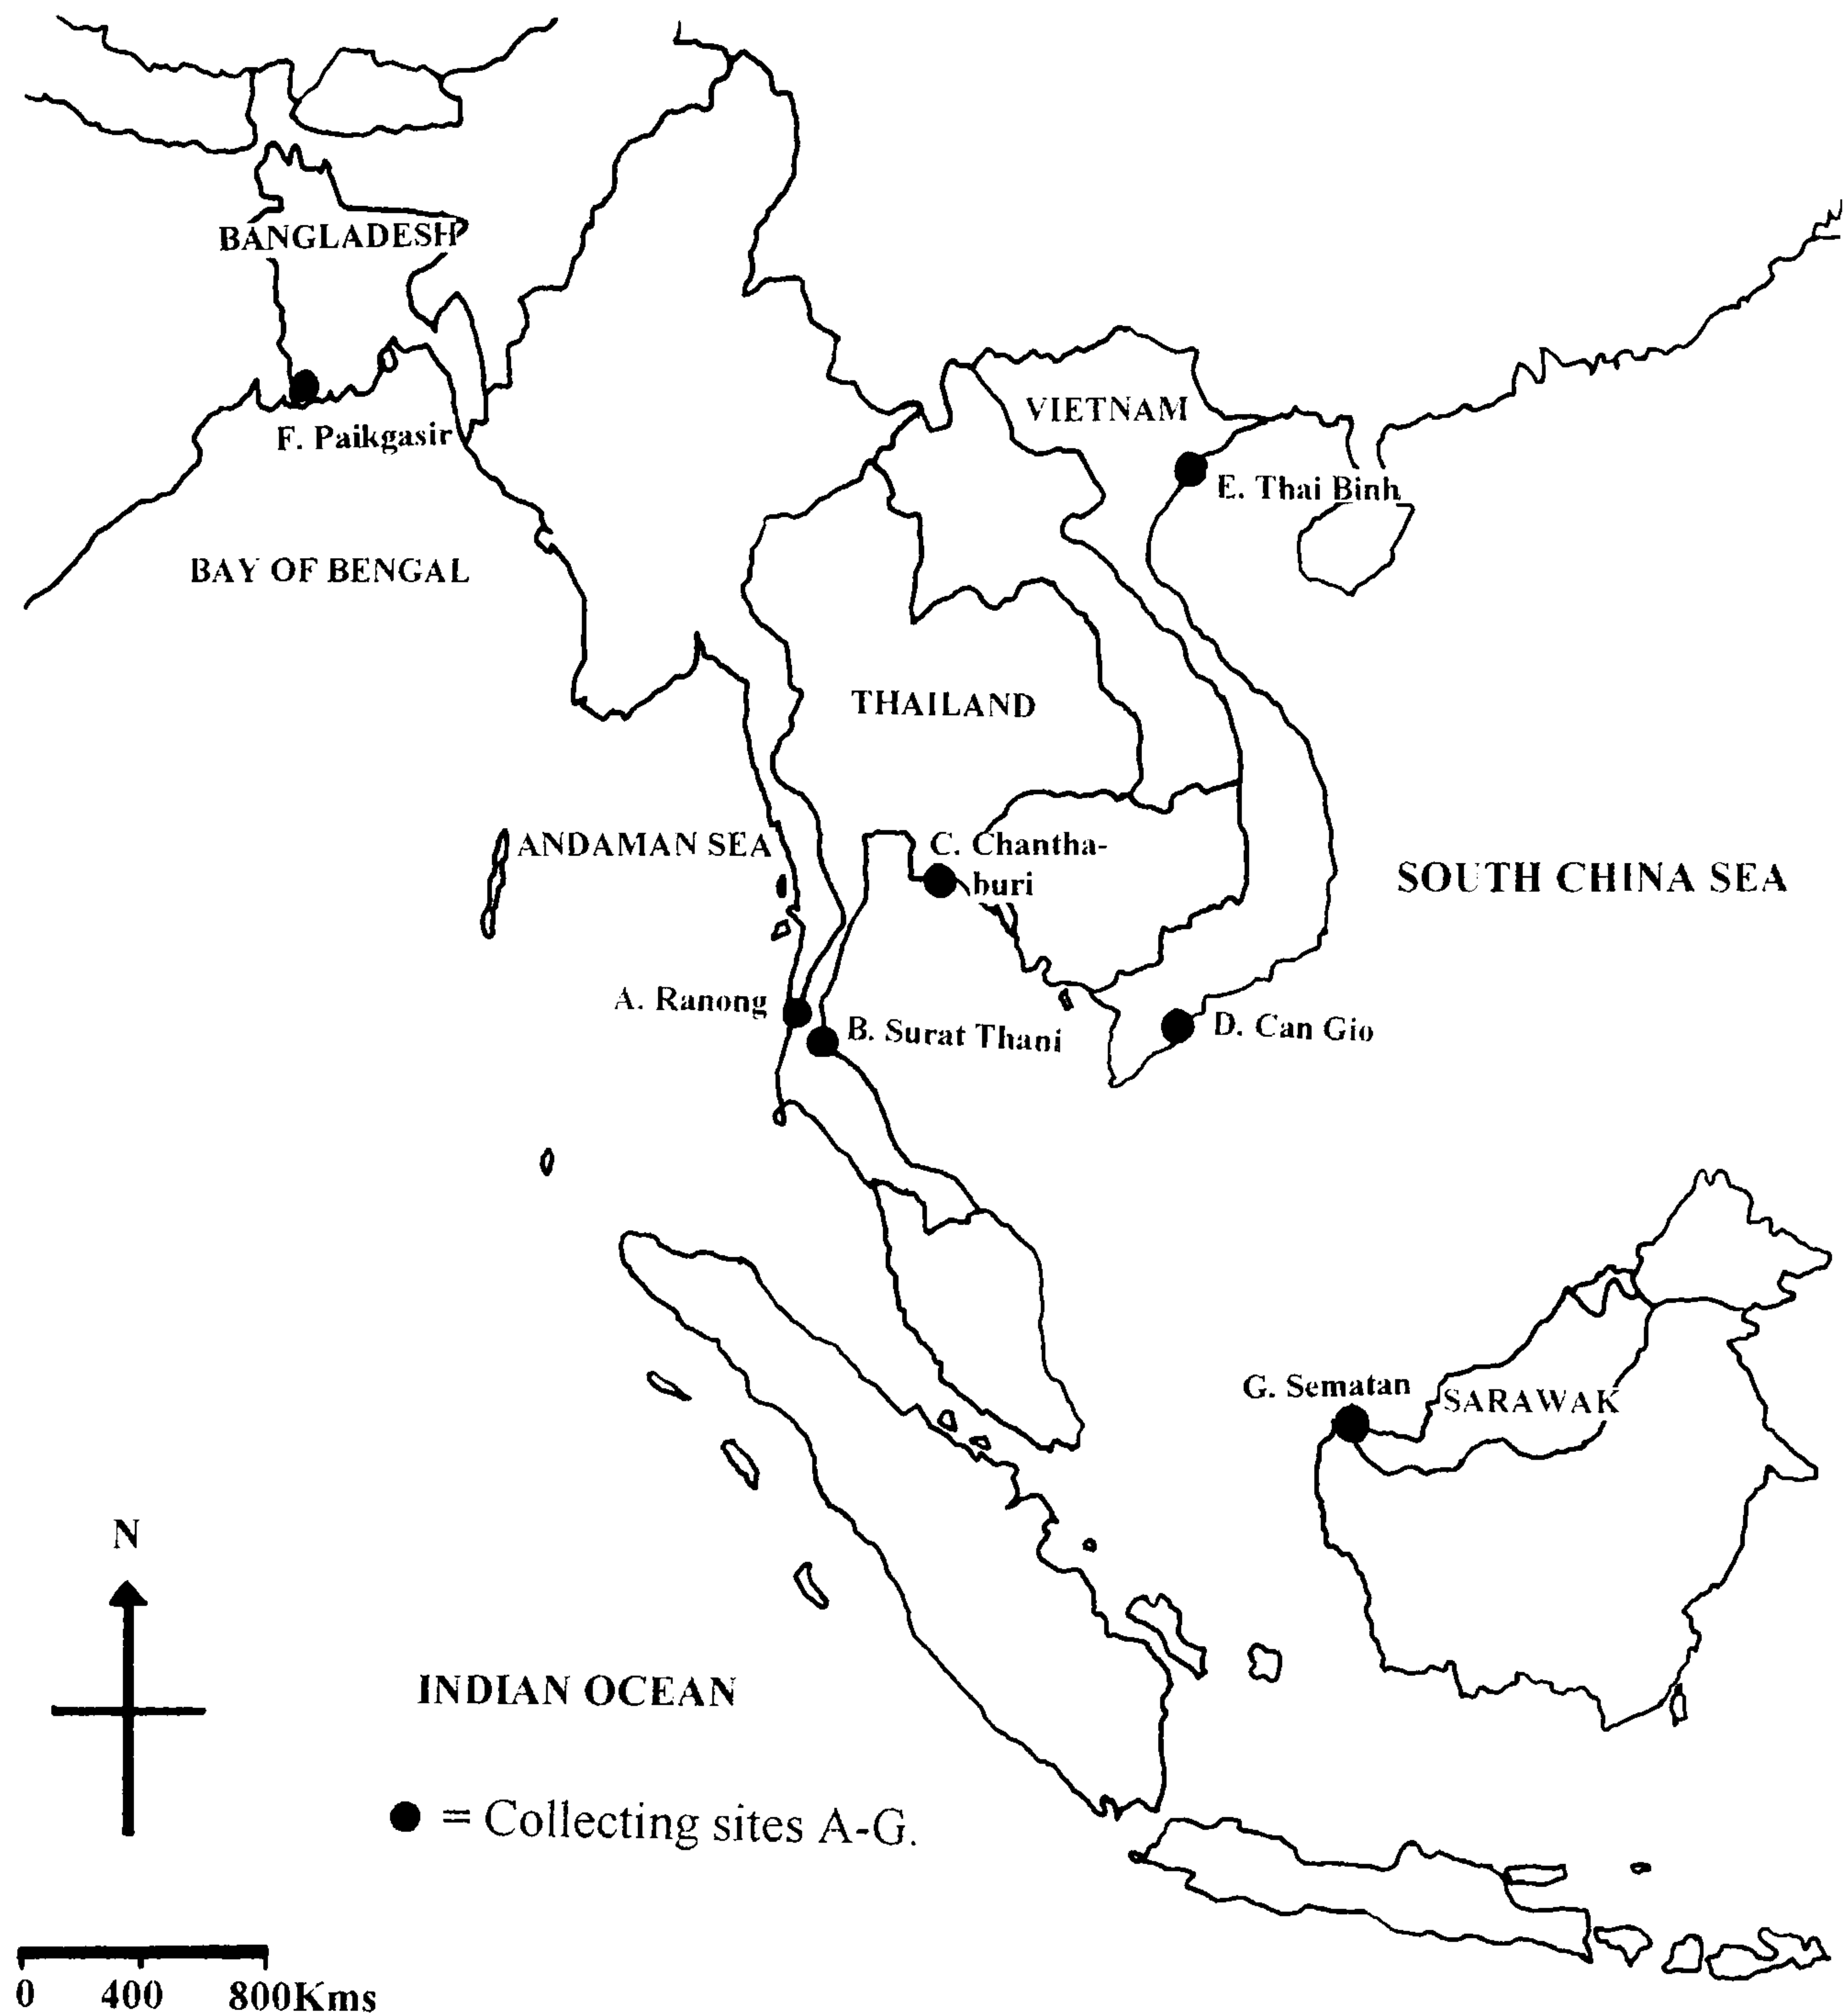 BANGLADESH
VIETNAM
F. Paikgasir
E. Thai Binh
BAY OF BENGAL
THAILAND
ANDAMAN SEA
C. Chantha-
buri
SOUTH CHINA SEA
A. Ranong
B. Surat Thani
D. Can Gio
G. Sematan
SARAWAK
N
INDIAN OCEAN
= Collecting sites A-G.
0 400 800Kms